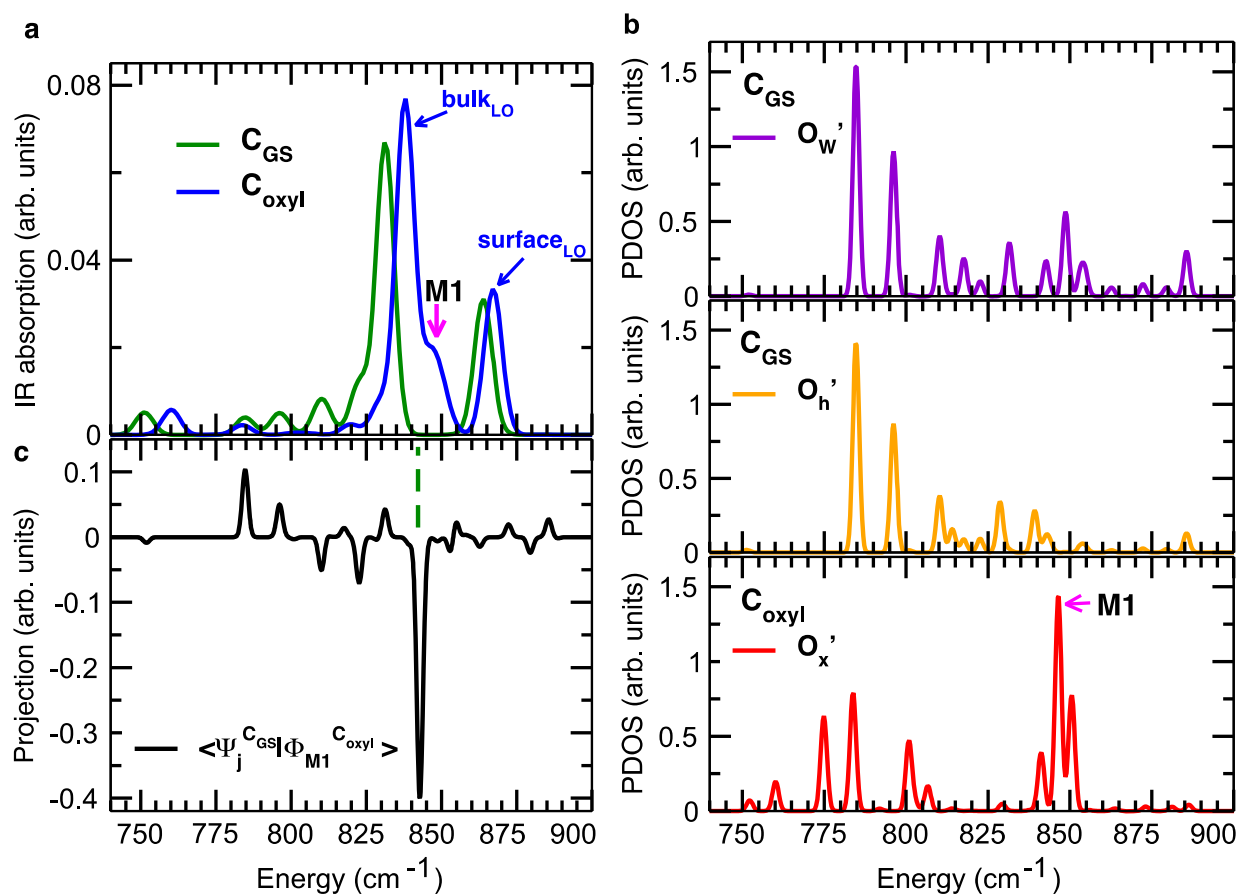 a
IR absorption (arb. units)
0.08
0.04
0
C_GS
C_oxyl
bulk_LO
M1
surface_LO
c
Projection (arb. units)
0.1
0
-0.1
-0.2
-0.3
-0.4
<Ψ_j^C_GS|Φ_M1^C_oxyl>
750 775 800 825 850 875 900
Energy (cm⁻¹)
b
PDOS (arb. units)
1.5
1
0.5
0
C_GS
O_W'
PDOS (arb. units)
1.5
1
0.5
0
C_GS
O_h'
PDOS (arb. units)
1.5
1
0.5
0
C_oxyl
O_x'
M1
750 775 800 825 850 875 900
Energy (cm⁻¹)